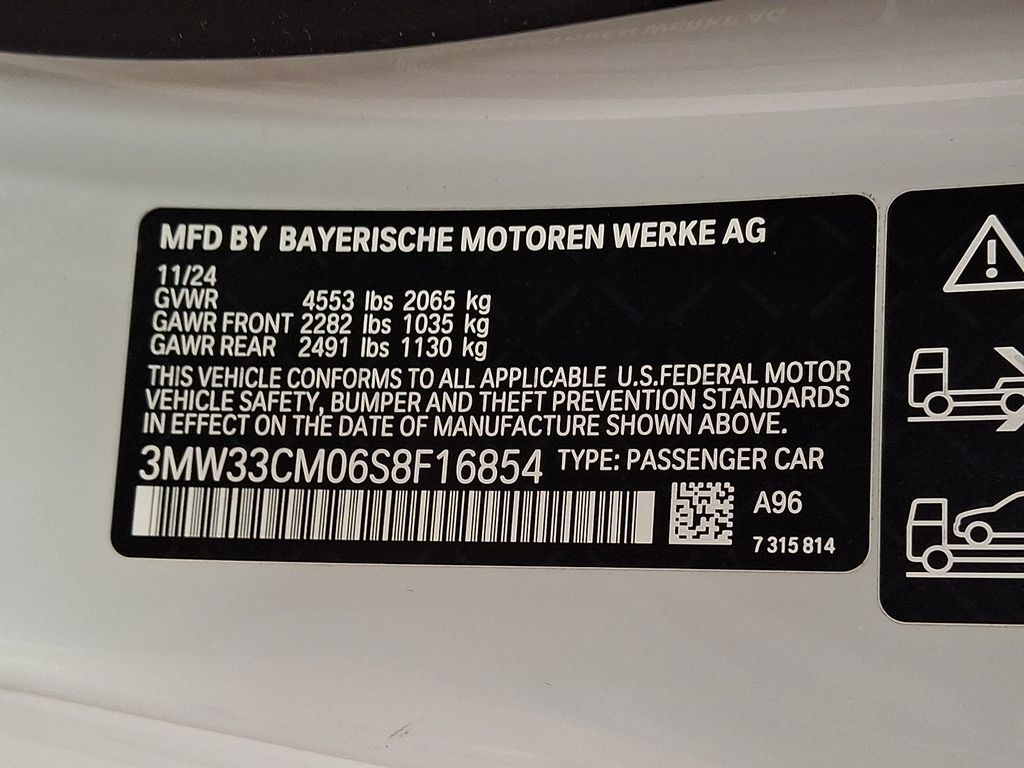 MFD BY BAYERISCHE MOTOREN WERKE AG
11/24
GVWR 4553 lbs 2065 kg
GAWR FRONT 2282 lbs 1035 kg
GAWR REAR 2491 lbs 1130 kg
THIS VEHICLE CONFORMS TO ALL APPLICABLE U.S.FEDERAL MOTOR
VEHICLE SAFETY, BUMPER AND THEFT PREVENTION STANDARDS
IN EFFECT ON THE DATE OF MANUFACTURE SHOWN ABOVE.
3MW33CM06S8F16854 TYPE: PASSENGER CAR
A96
7 315 814